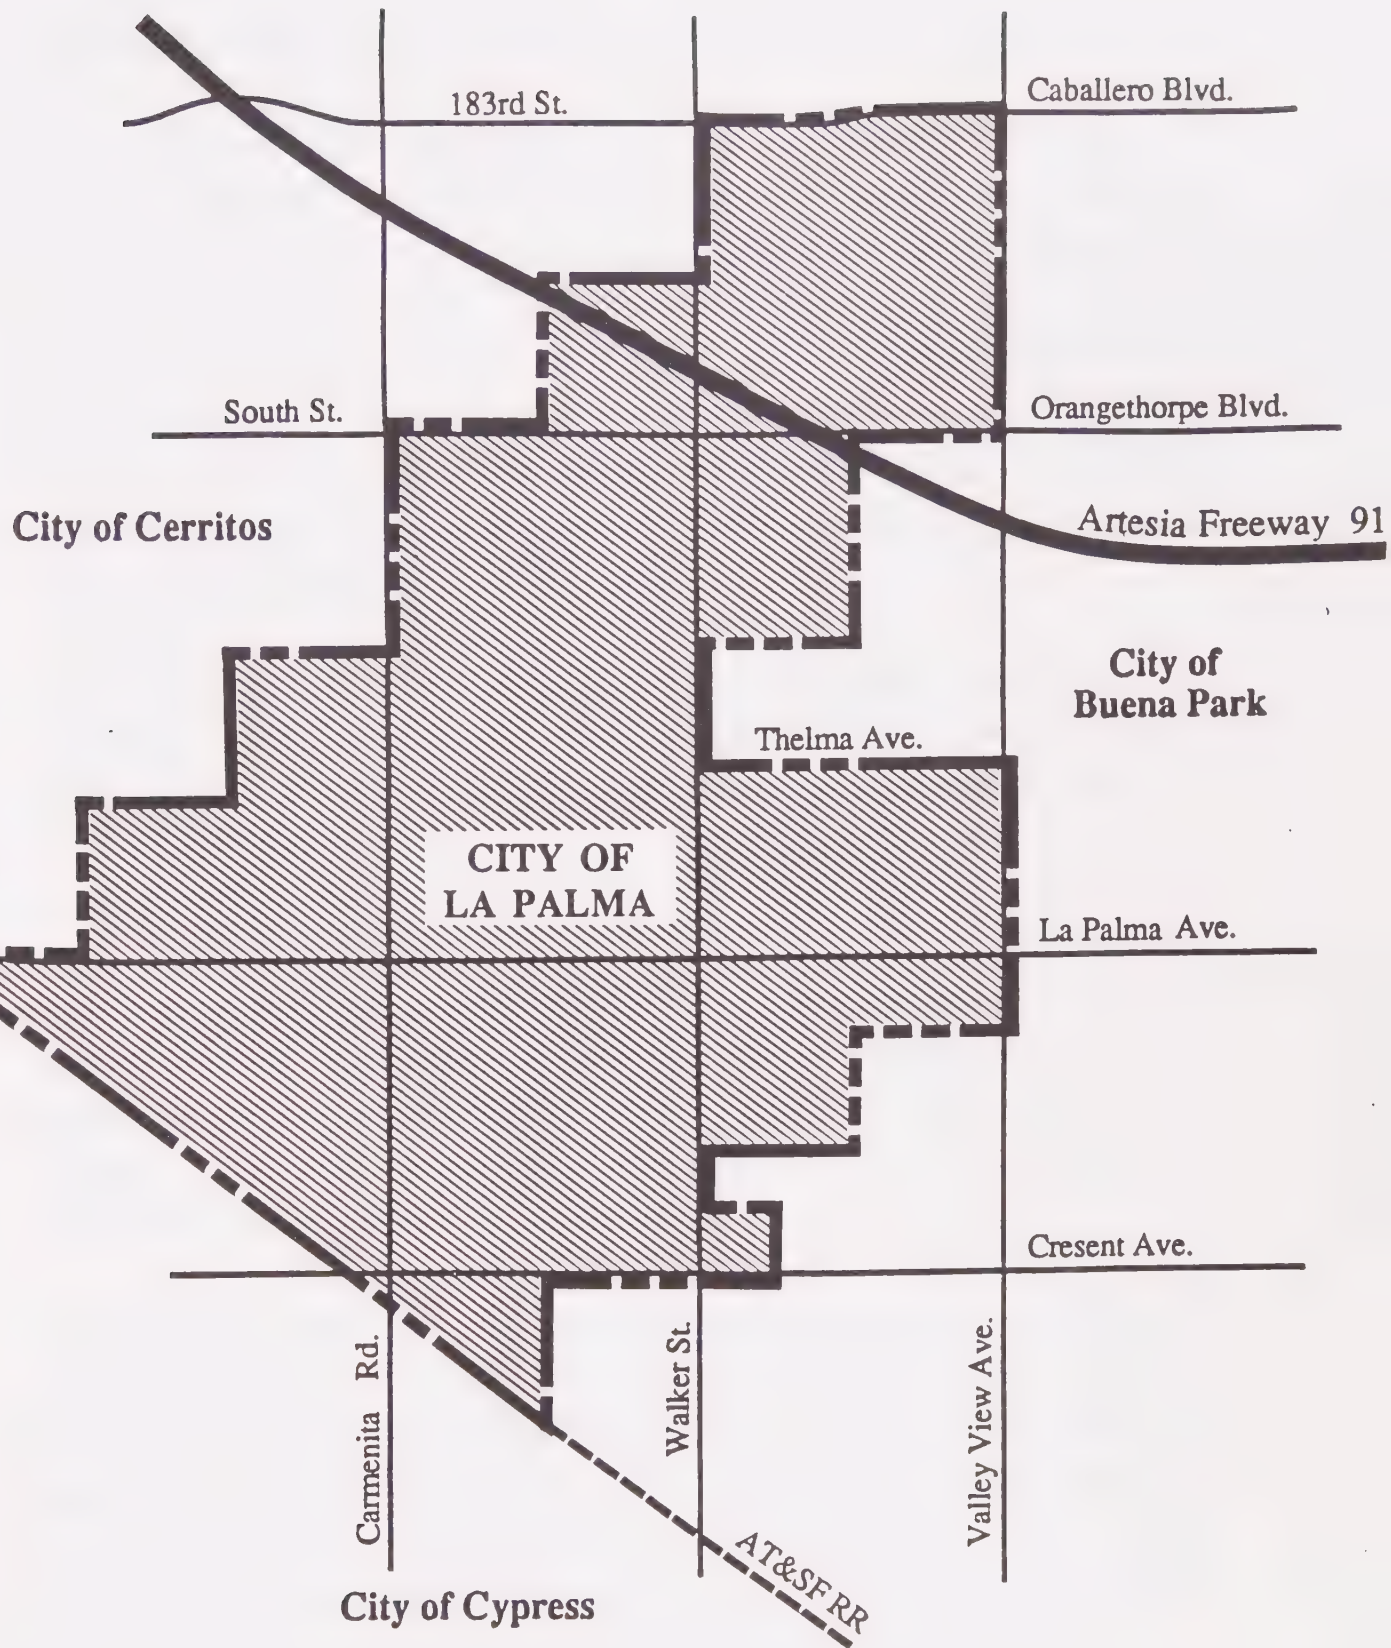 183rd St.
Caballero Blvd.
South St.
Orangethorpe Blvd.
City of Cerritos
Artesia Freeway 91
City of
Buena Park
Thelma Ave.
CITY OF
LA PALMA
La Palma Ave.
Cresent Ave.
Carmenita Rd.
Walker St.
Valley View Ave.
AT&SF RR
City of Cypress